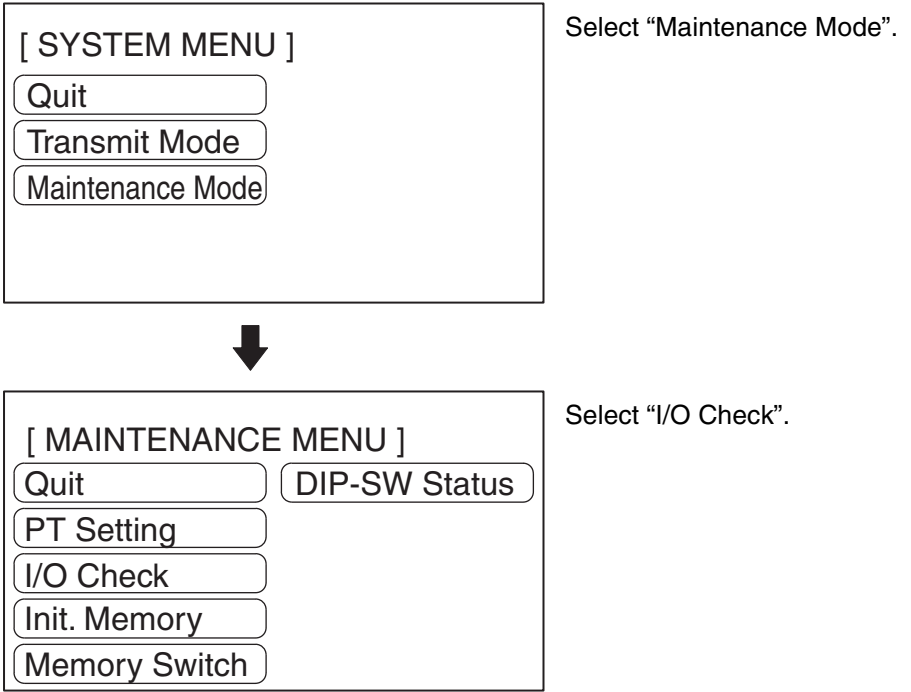 [ SYSTEM MENU ]
Quit
Transmit Mode
Maintenance Mode
Select “Maintenance Mode”.
[ MAINTENANCE MENU ]
Quit
DIP-SW Status
PT Setting
I/O Check
Init. Memory
Memory Switch
Select “I/O Check”.